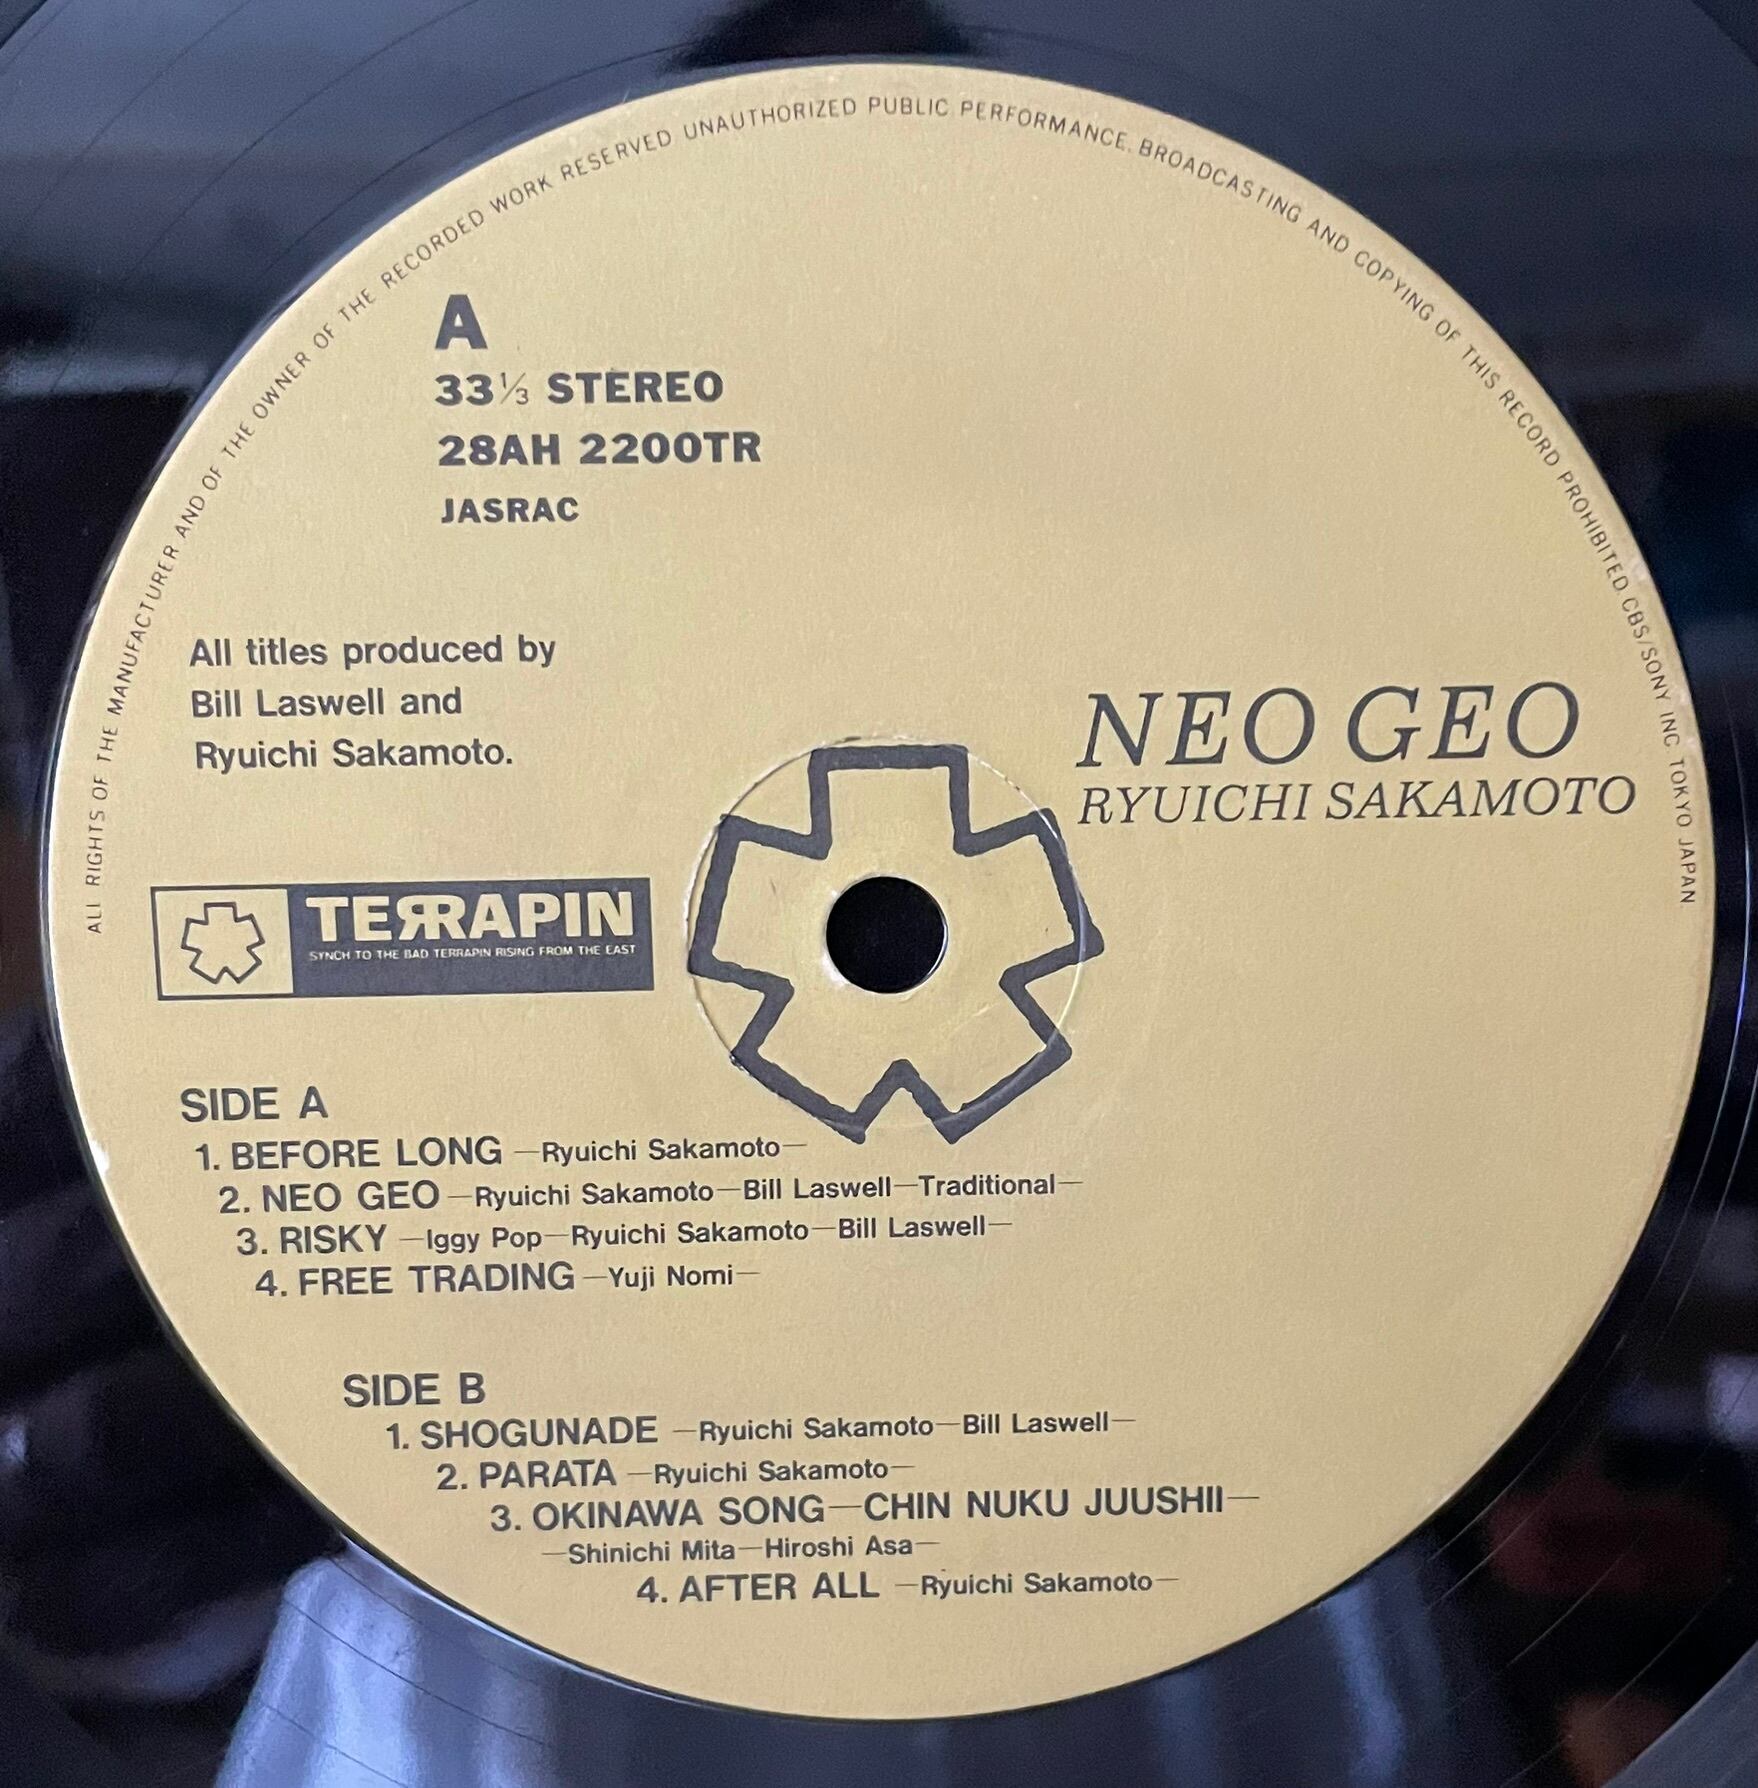 ALL RIGHTS OF THE MANUFACTURER AND OF THE OWNER OF THE RECORDED WORK RESERVED UNAUTHORIZED PUBLIC PERFORMANCE. BROADCASTING AND COPYING OF THIS RECORD PROHIBITED. CBS/SONY INC. TOKYO JAPAN
A
33⅓ STEREO
28AH 2200TR
JASRAC
All titles produced by
Bill Laswell and
Ryuichi Sakamoto.
NEO GEO
RYUICHI SAKAMOTO
TERRAPIN
SYNCH TO THE BAD TERRAPIN RISING FROM THE EAST
SIDE A
1. BEFORE LONG —Ryuichi Sakamoto—
2. NEO GEO —Ryuichi Sakamoto—Bill Laswell—Traditional—
3. RISKY —Iggy Pop—Ryuichi Sakamoto—Bill Laswell—
4. FREE TRADING —Yuji Nomi—
SIDE B
1. SHOGUNADE —Ryuichi Sakamoto—Bill Laswell—
2. PARATA —Ryuichi Sakamoto—
3. OKINAWA SONG—CHIN NUKU JUUSHII—
—Shinichi Mita—Hiroshi Asa—
4. AFTER ALL —Ryuichi Sakamoto—